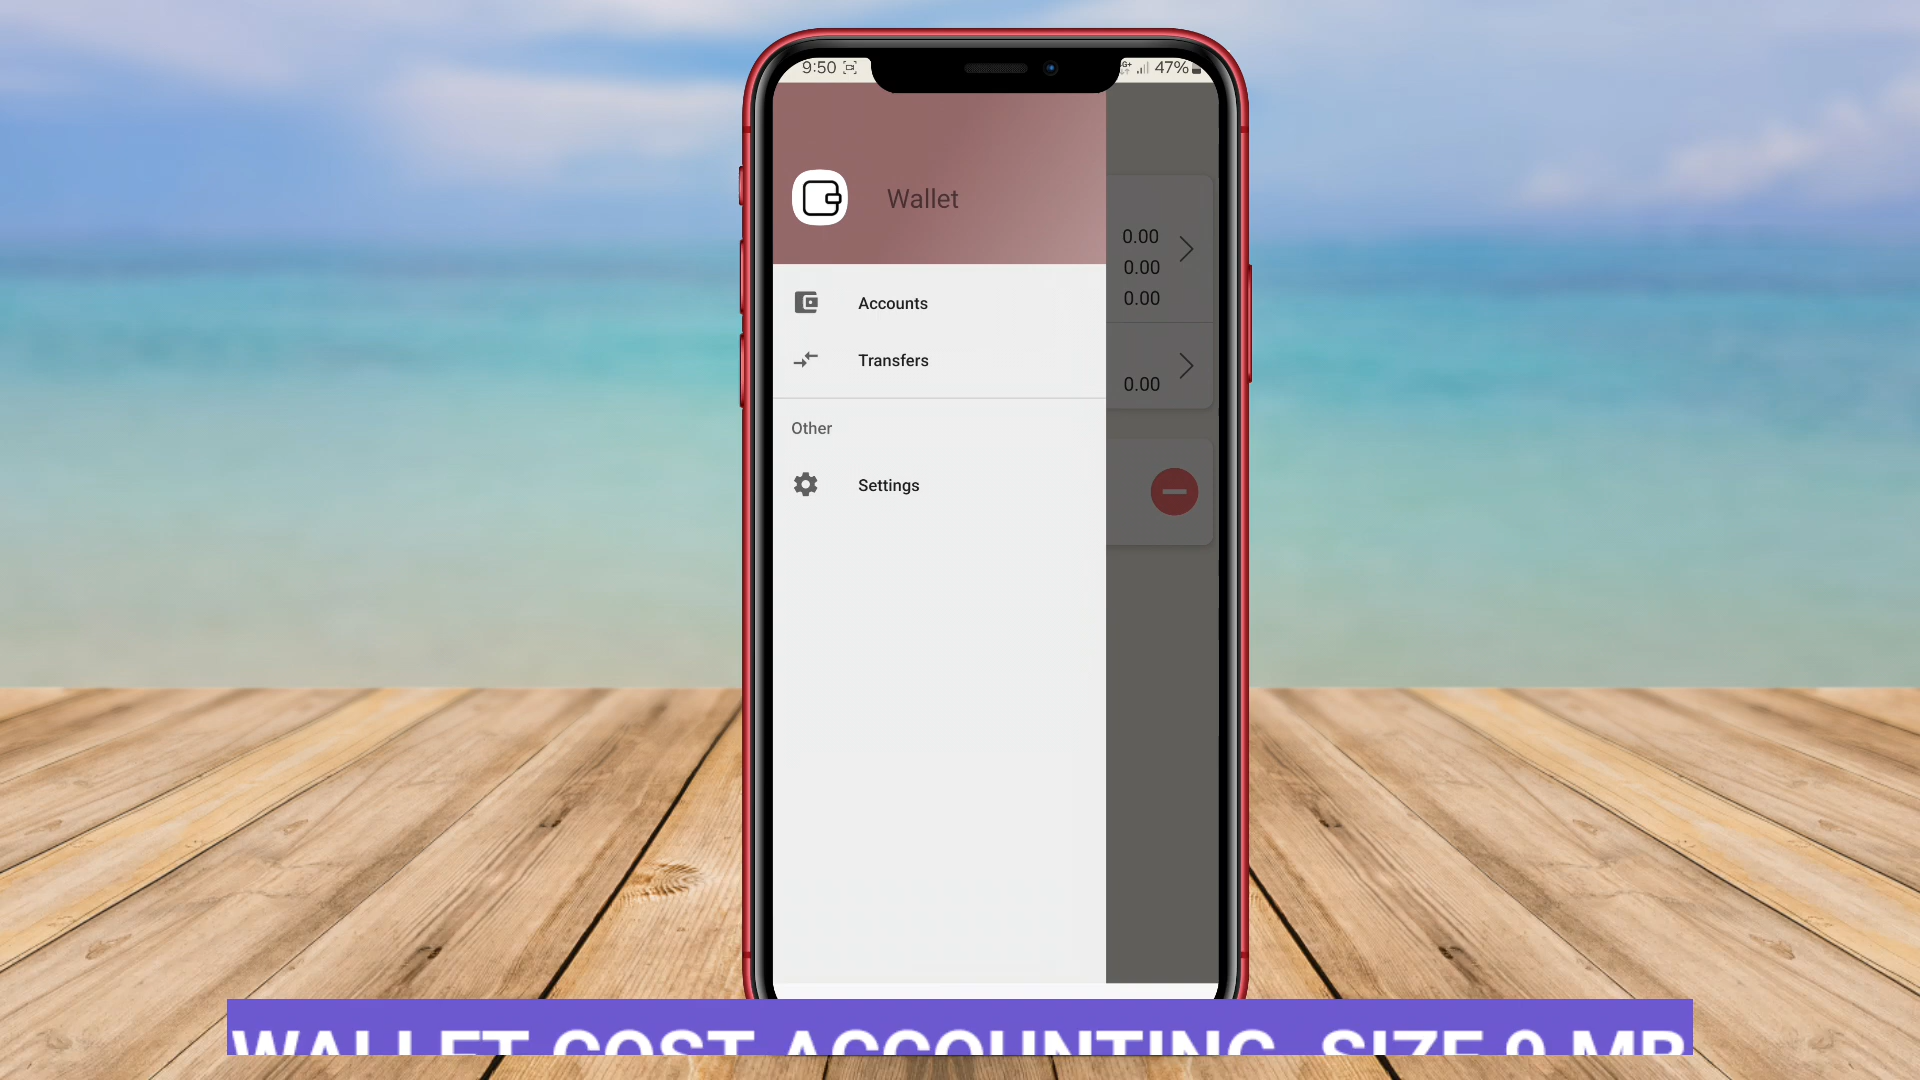 9:50
47%
Wallet
Accounts
Transfers
Other
Settings
0.00
0.00
0.00
0.00
WALLET COST ACCOUNTING. SIZE 9 MB